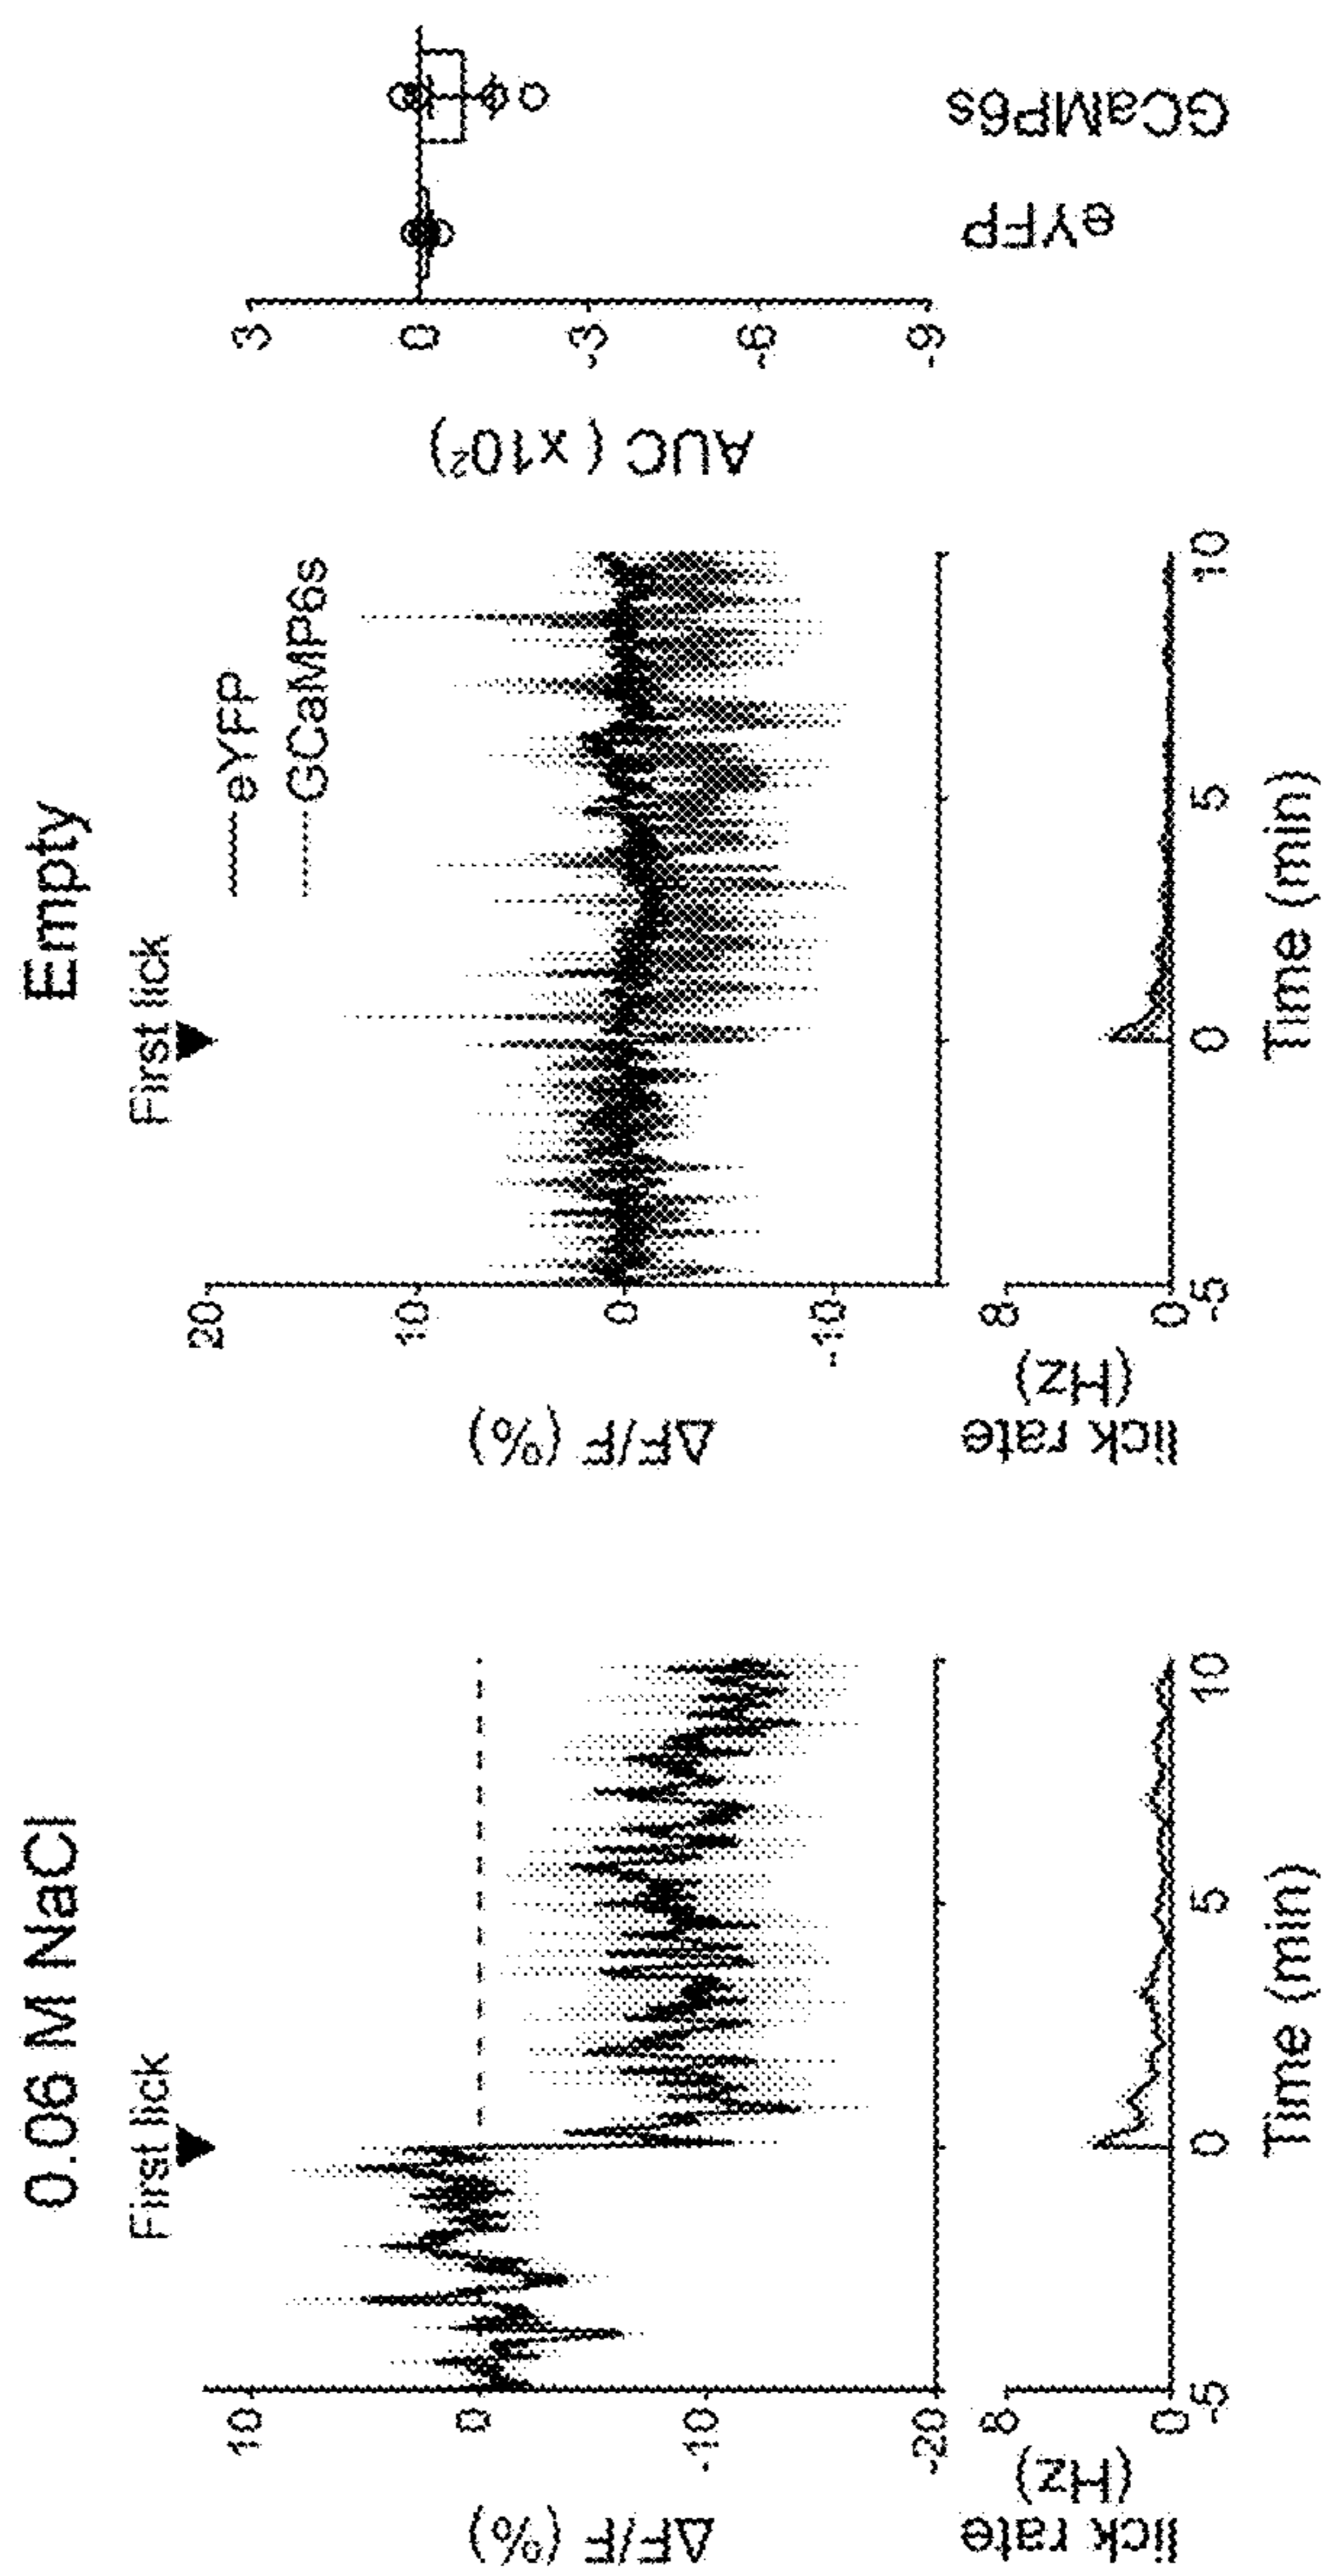 0.06 M NaCl
First lick
ΔF/F (%)
10
0
-10
-20
lick rate
(Hz)
8
0
-5
0
5
10
Time (min)
Empty
First lick
eYFP
GCaMP6s
ΔF/F (%)
20
10
0
-10
lick rate
(Hz)
8
0
-5
0
5
10
Time (min)
AUC (x10²)
3
0
-3
-6
-9
eYFP
GCaMP6s